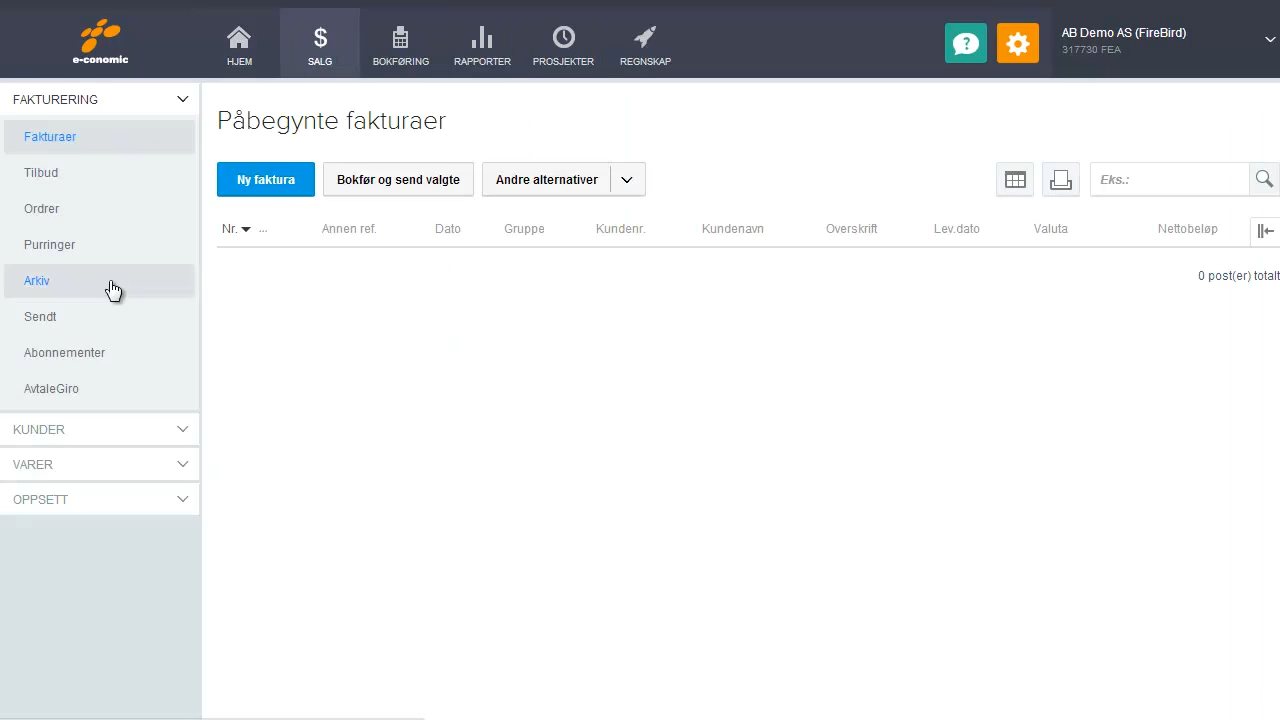 e-conomic
HJEM
$
SALG
BOKFØRING
RAPPORTER
PROSJEKTER
REGNSKAP
?
AB Demo AS (FireBird)
317730 FEA
FAKTURERING
Fakturaer
Tilbud
Ordrer
Purringer
Arkiv
Sendt
Abonnementer
AvtaleGiro
KUNDER
VARER
OPPSETT
Påbegynte fakturaer
Ny faktura
Bokfør og send valgte
Andre alternativer
Eks.:
Nr. ... Annen ref. Dato Gruppe Kundenr. Kundenavn Overskrift Lev.dato Valuta Nettobeløp
0 post(er) totalt